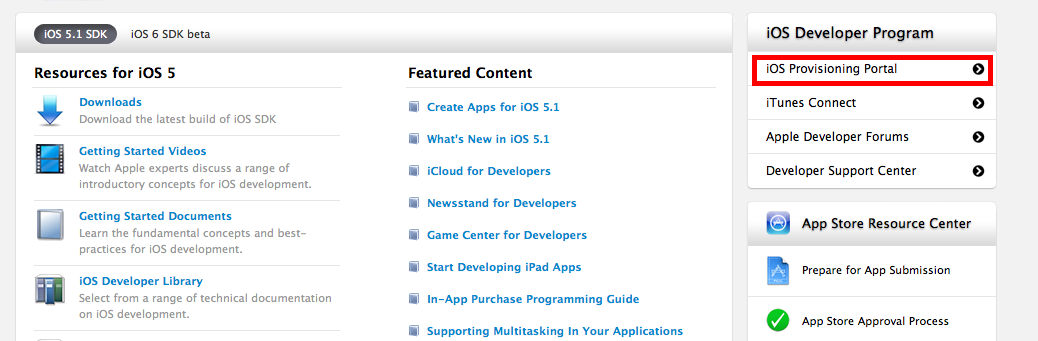 iOS 5.1 SDK iOS 6 SDK beta
Resources for iOS 5
Downloads
Download the latest build of iOS SDK
Getting Started Videos
Watch Apple experts discuss a range of
introductory concepts for iOS development.
Getting Started Documents
Learn the fundamental concepts and best-
practices for iOS development.
iOS Developer Library
Select from a range of technical documentation
on iOS development.
Featured Content
Create Apps for iOS 5.1
What's New in iOS 5.1
iCloud for Developers
Newsstand for Developers
Game Center for Developers
Start Developing iPad Apps
In-App Purchase Programming Guide
Supporting Multitasking In Your Applications
iOS Developer Program
iOS Provisioning Portal
iTunes Connect
Apple Developer Forums
Developer Support Center
App Store Resource Center
Prepare for App Submission
App Store Approval Process